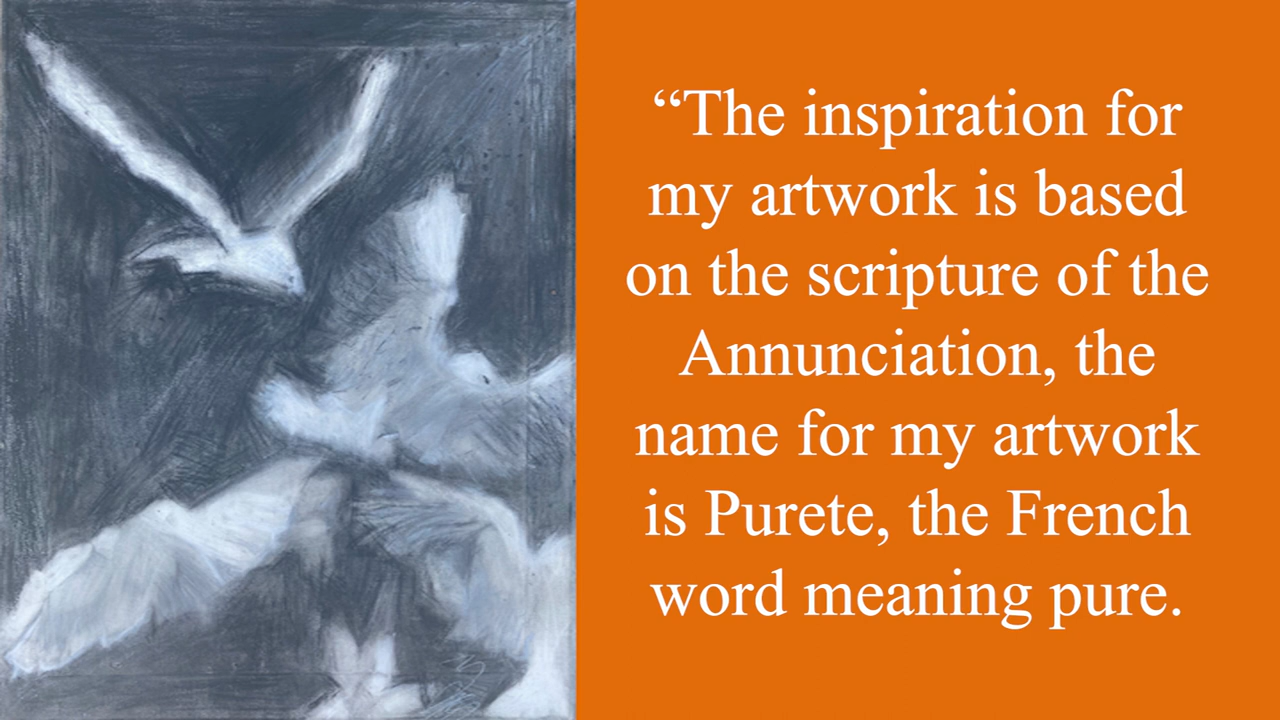 “The inspiration for
my artwork is based
on the scripture of the
Annunciation, the
name for my artwork
is Purete, the French
word meaning pure.